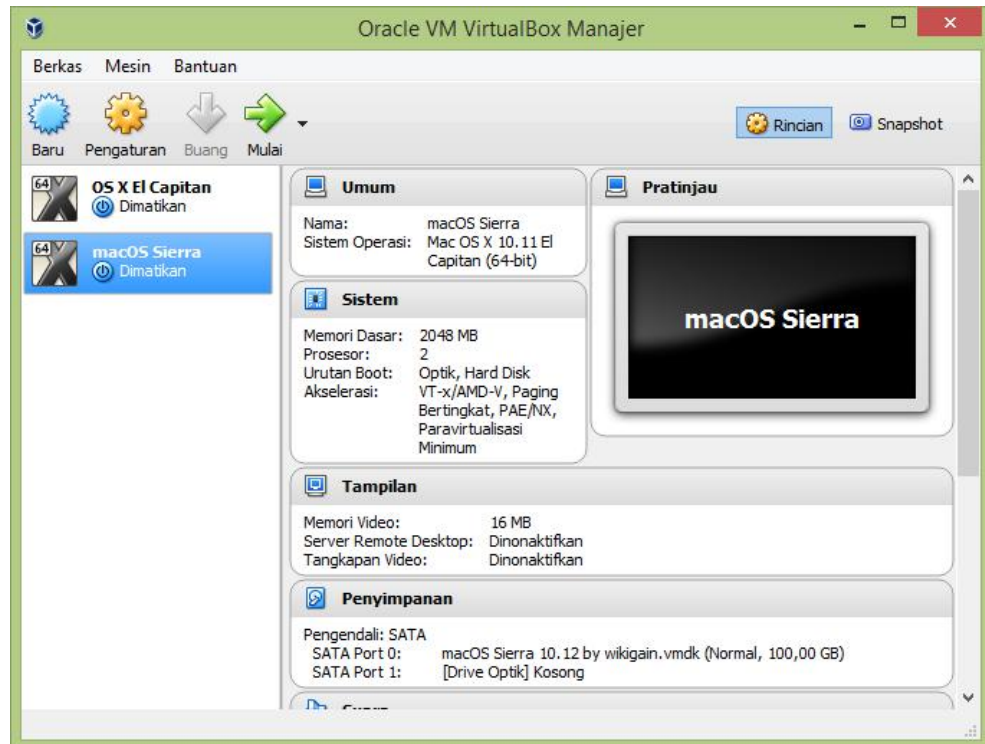 Oracle VM VirtualBox Manajer
Berkas Mesin Bantuan
Baru Pengaturan Buang Mulai
Rincian Snapshot
64 OS X El Capitan
Dimatikan
64 macOS Sierra
Dimatikan
Umum
Nama: macOS Sierra
Sistem Operasi: Mac OS X 10.11 El
Capitan (64-bit)
Pratinjau
macOS Sierra
Sistem
Memori Dasar: 2048 MB
Prosesor: 2
Urutan Boot: Optik, Hard Disk
Akselerasi: VT-x/AMD-V, Paging
Bertingkat, PAE/NX,
Paravirtualisasi
Minimum
Tampilan
Memori Video: 16 MB
Server Remote Desktop: Dinonaktifkan
Tangkapan Video: Dinonaktifkan
Penyimpanan
Pengendali: SATA
SATA Port 0: macOS Sierra 10.12 by wikigain.vmdk (Normal, 100,00 GB)
SATA Port 1: [Drive Optik] Kosong